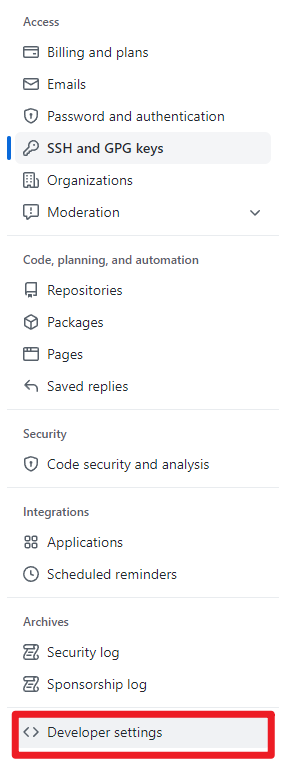 Access
Billing and plans
Emails
Password and authentication
SSH and GPG keys
Organizations
Moderation
Code, planning, and automation
Repositories
Packages
Pages
Saved replies
Security
Code security and analysis
Integrations
Applications
Scheduled reminders
Archives
Security log
Sponsorship log
Developer settings